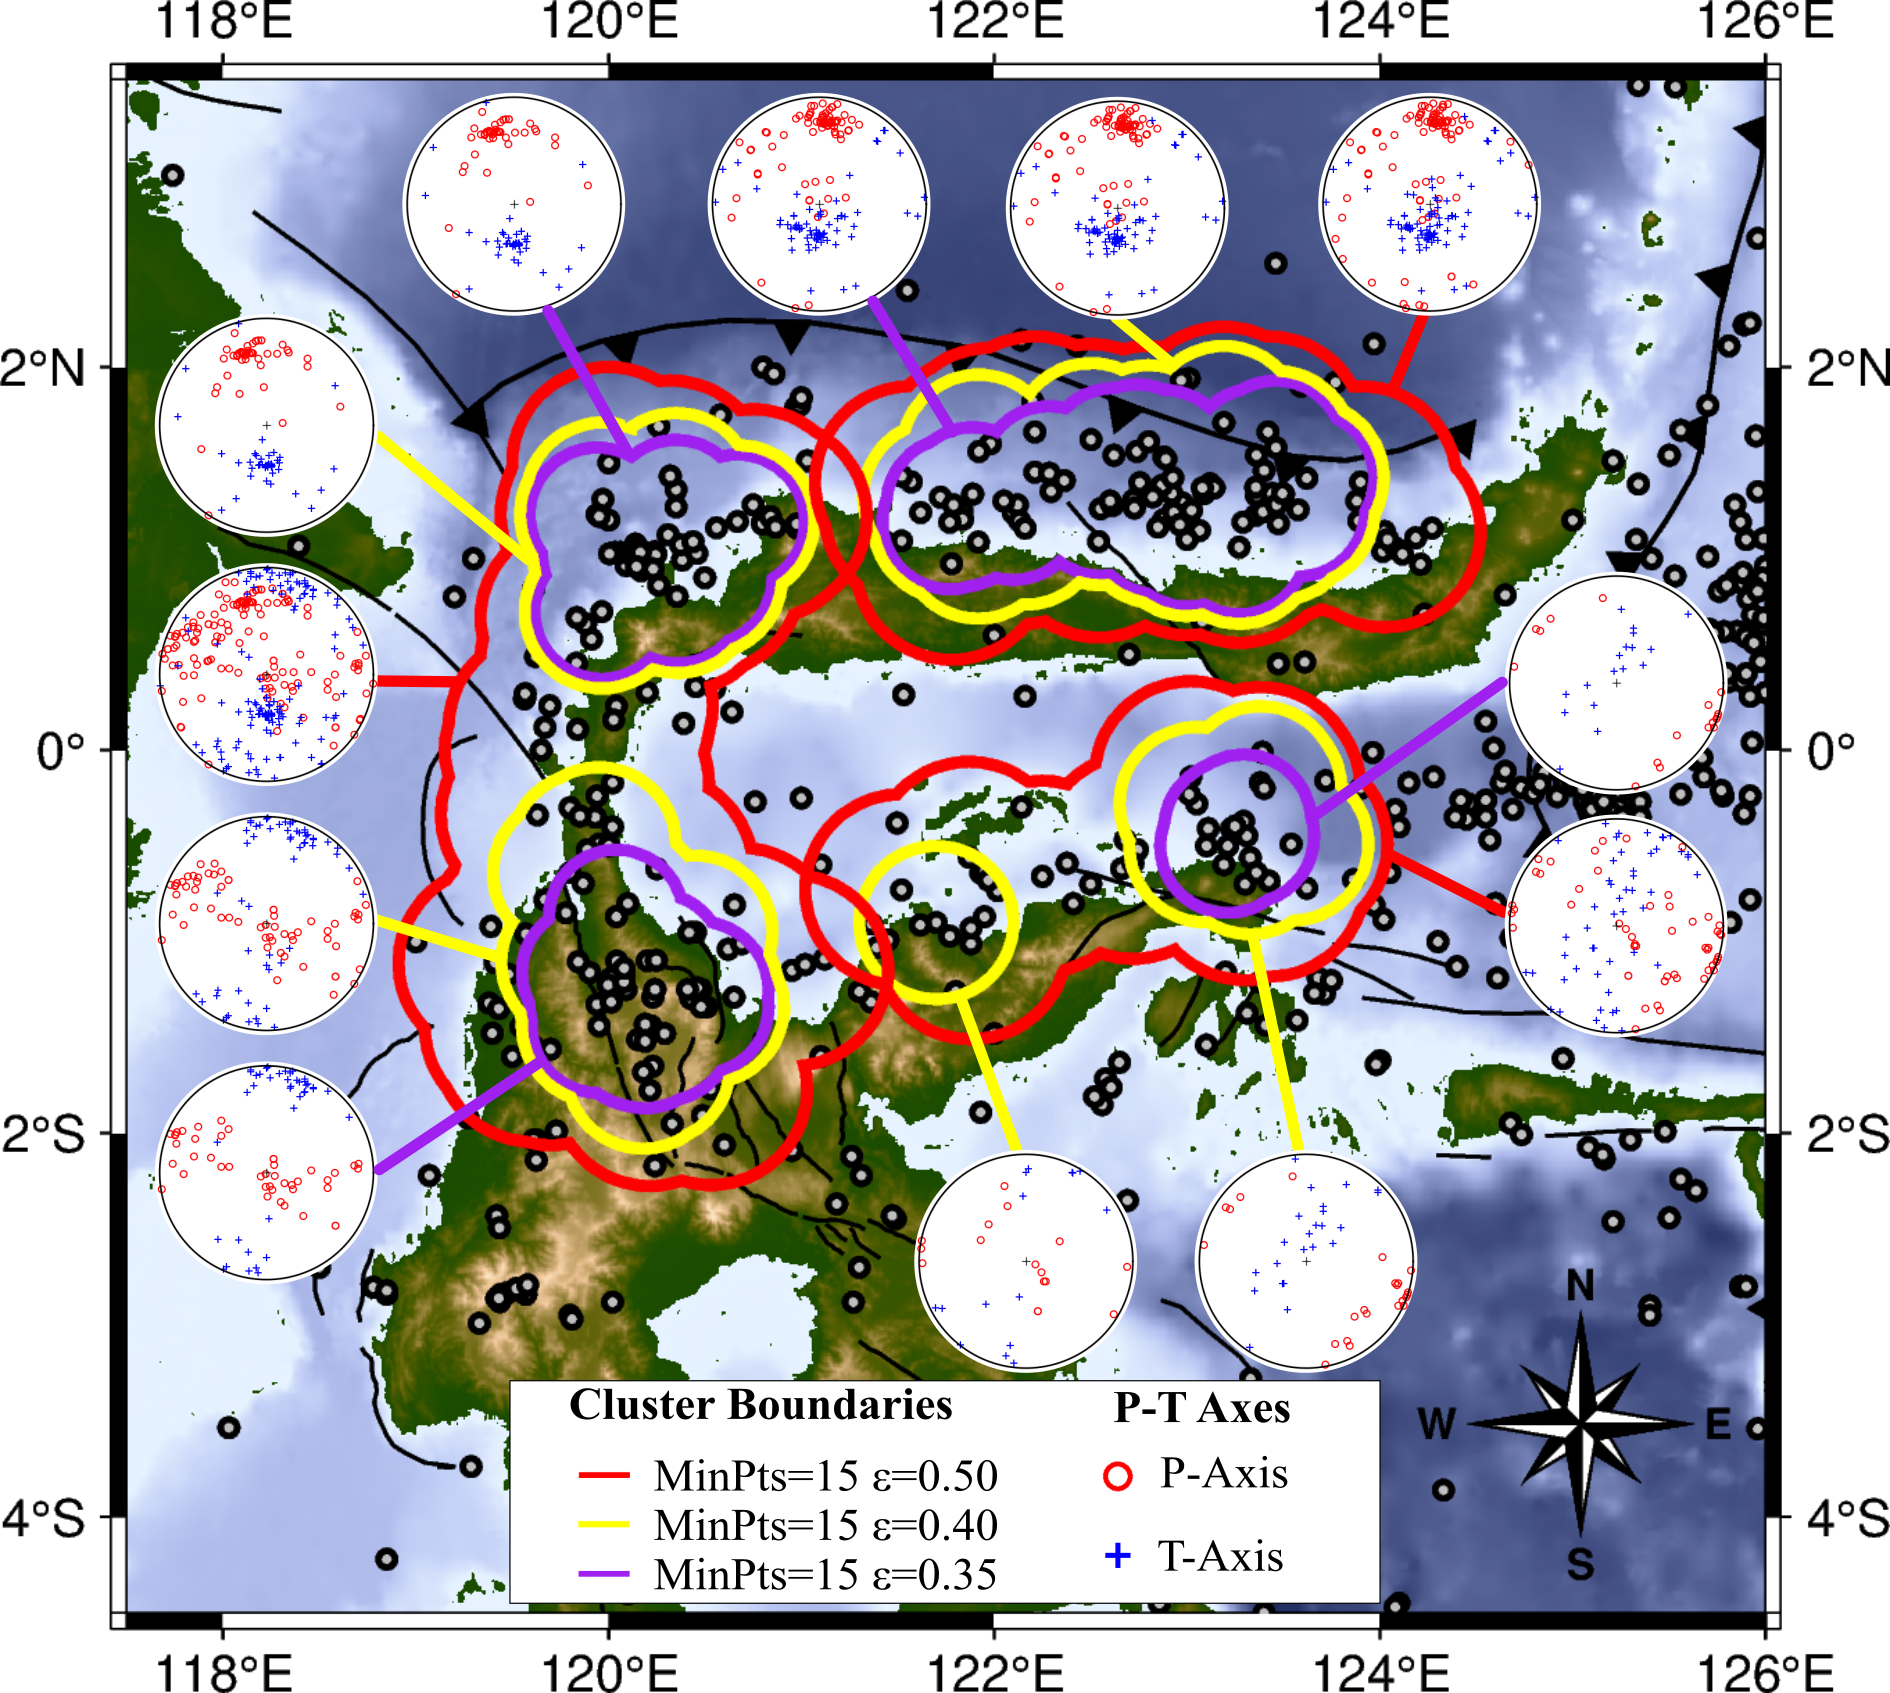 118°E 120°E 122°E 124°E 126°E
2°N 2°N
0° 0°
2°S 2°S
4°S 4°S
N
W E
S
Cluster Boundaries P-T Axes
MinPts=15 ε=0.50 P-Axis
MinPts=15 ε=0.40
MinPts=15 ε=0.35 T-Axis
118°E 120°E 122°E 124°E 126°E